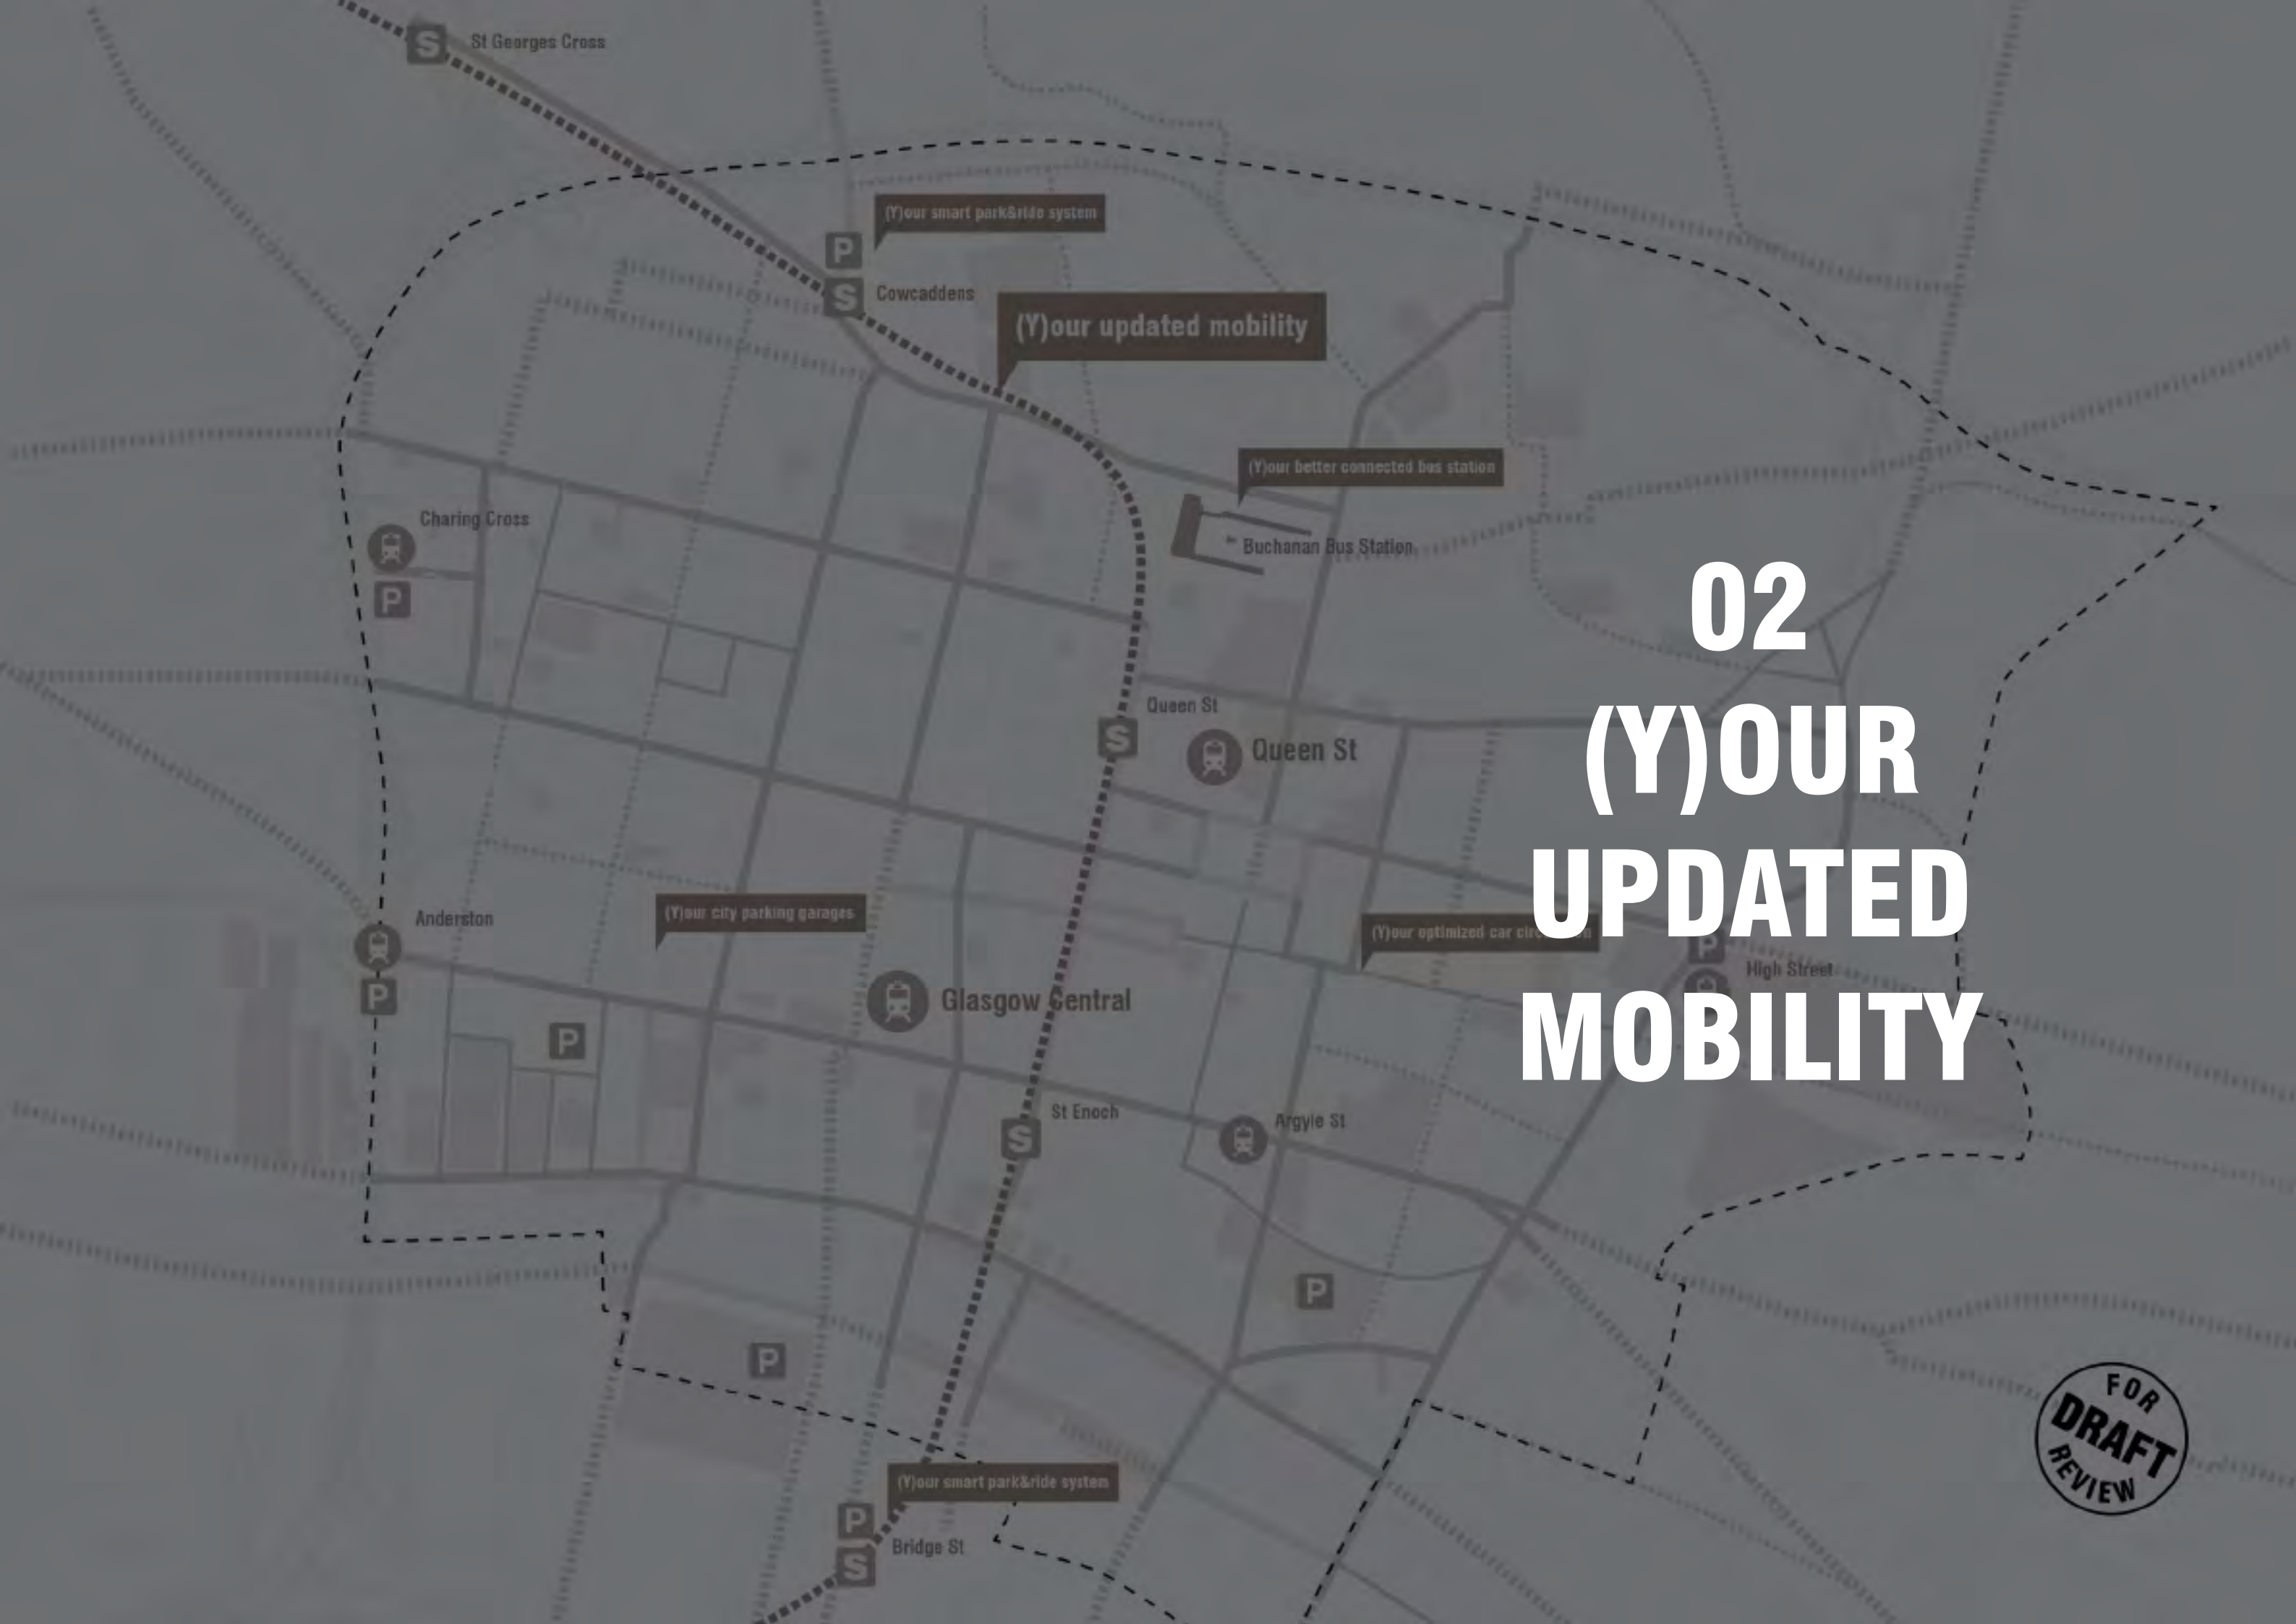 S St Georges Cross
(Y)our smart park&ride system
P
S Cowcaddens
(Y)our updated mobility
(Y)our better connected bus station
Buchanan Bus Station
Charing Cross
P
02
(Y)OUR
UPDATED
MOBILITY
Queen St
S
Queen St
Anderston
P
(Y)our city parking garages
(Y)our optimized car
P
High Street
Glasgow Central
P
St Enoch
S
Argyle St
P
P
(Y)our smart park&ride system
P
S Bridge St
FOR
DRAFT
REVIEW